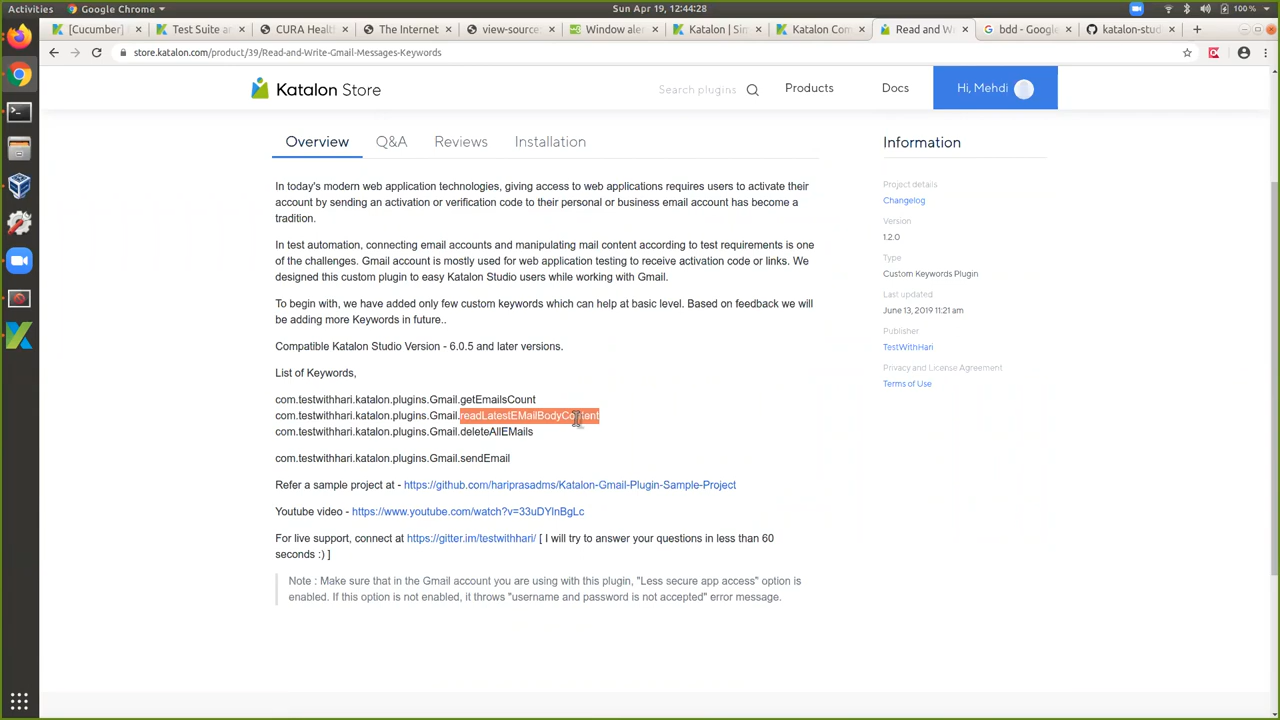 Activities
Google Chrome
Sun Apr 19, 12:44:28
100 %
[Cucumber]
Test Suite an
CURA Healt
The Internet
view-source:
Window aler
Katalon | Sim
Katalon Com
Read and Wr
bdd - Google
katalon-stud
store.katalon.com/product/39/Read-and-Write-Gmail-Messages-Keywords
Katalon Store
Search plugins
Products
Docs
Hi, Mehdi
Overview
Q&A
Reviews
Installation
Information
In today's modern web application technologies, giving access to web applications requires users to activate their
account by sending an activation or verification code to their personal or business email account has become a
tradition.
In test automation, connecting email accounts and manipulating mail content according to test requirements is one
of the challenges. Gmail account is mostly used for web application testing to receive activation code or links. We
designed this custom plugin to easy Katalon Studio users while working with Gmail.
To begin with, we have added only few custom keywords which can help at basic level. Based on feedback we will
be adding more Keywords in future..
Compatible Katalon Studio Version - 6.0.5 and later versions.
List of Keywords,
com.testwithhari.katalon.plugins.Gmail.getEmailsCount
com.testwithhari.katalon.plugins.Gmail.readLatestEMailBodyContent
com.testwithhari.katalon.plugins.Gmail.deleteAllEMails
com.testwithhari.katalon.plugins.Gmail.sendEmail
Refer a sample project at - https://github.com/hariprasadms/Katalon-Gmail-Plugin-Sample-Project
Youtube video - https://www.youtube.com/watch?v=33uDYlnBgLc
For live support, connect at https://gitter.im/testwithhari/ [ I will try to answer your questions in less than 60
seconds :) ]
Note : Make sure that in the Gmail account you are using with this plugin, "Less secure app access" option is
enabled. If this option is not enabled, it throws "username and password is not accepted" error message.
Project details
Changelog
Version
1.2.0
Type
Custom Keywords Plugin
Last updated
June 13, 2019 11:21 am
Publisher
TestWithHari
Privacy and License Agreement
Terms of Use